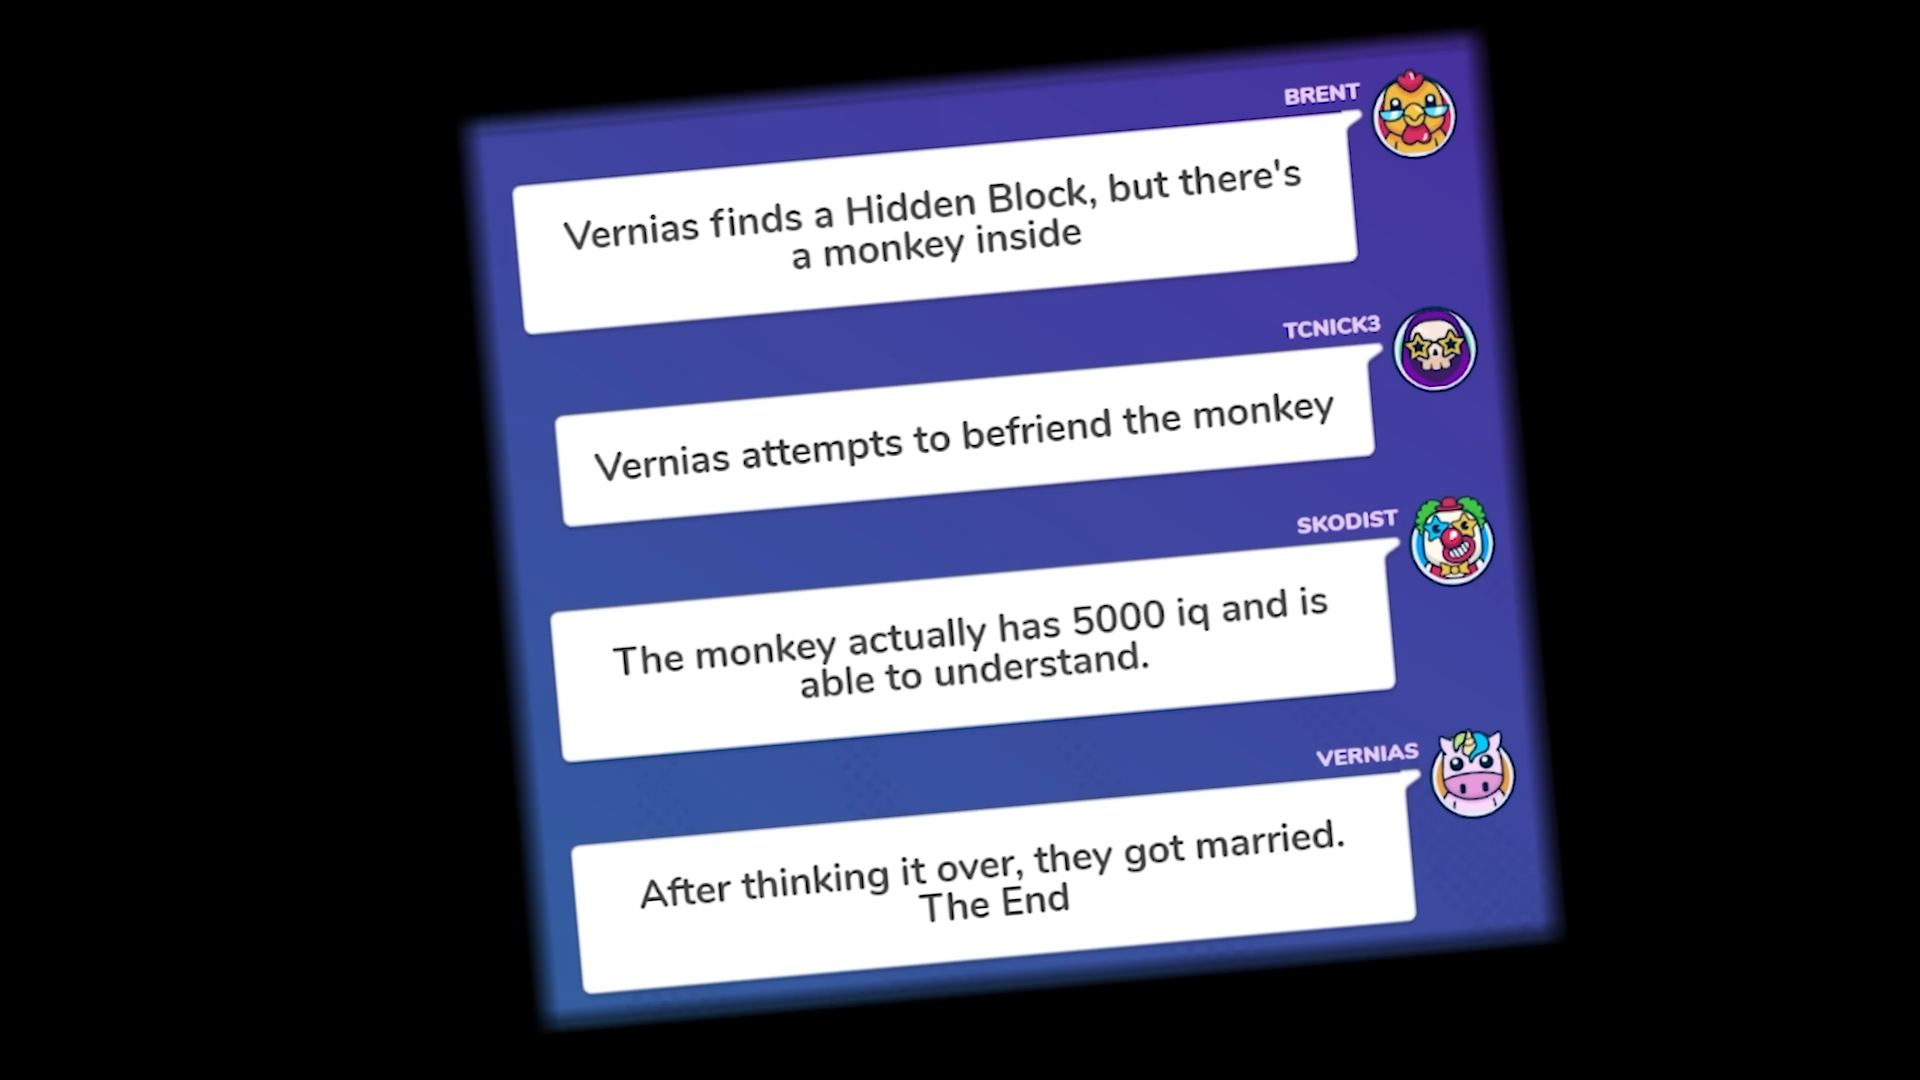 BRENT
Vernias finds a Hidden Block, but there's
a monkey inside
TCNICK3
Vernias attempts to befriend the monkey
SKODIST
The monkey actually has 5000 iq and is
able to understand.
VERNIAS
After thinking it over, they got married.
The End